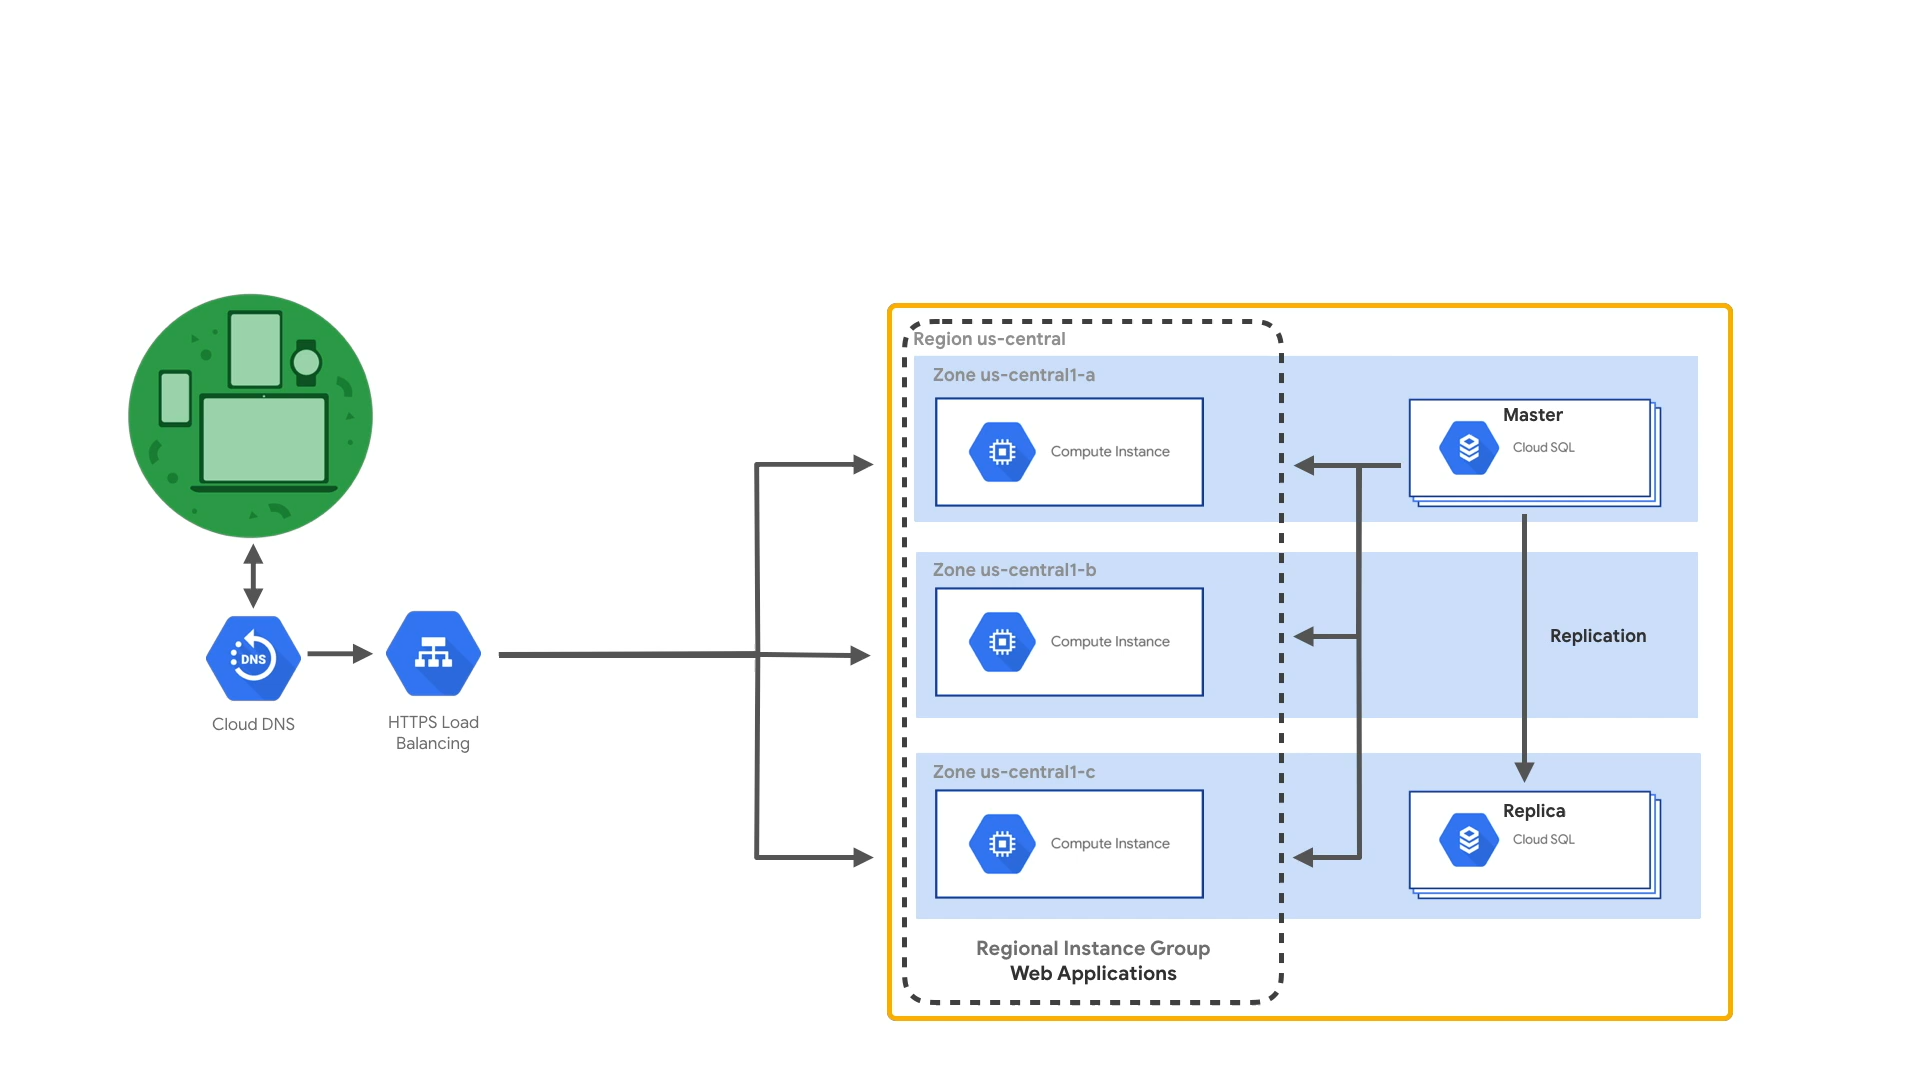 Region us-central
Zone us-central1-a
Compute Instance
Master
Cloud SQL
Zone us-central1-b
Compute Instance
Replication
DNS
Cloud DNS
HTTPS Load
Balancing
Zone us-central1-c
Compute Instance
Replica
Cloud SQL
Regional Instance Group
Web Applications